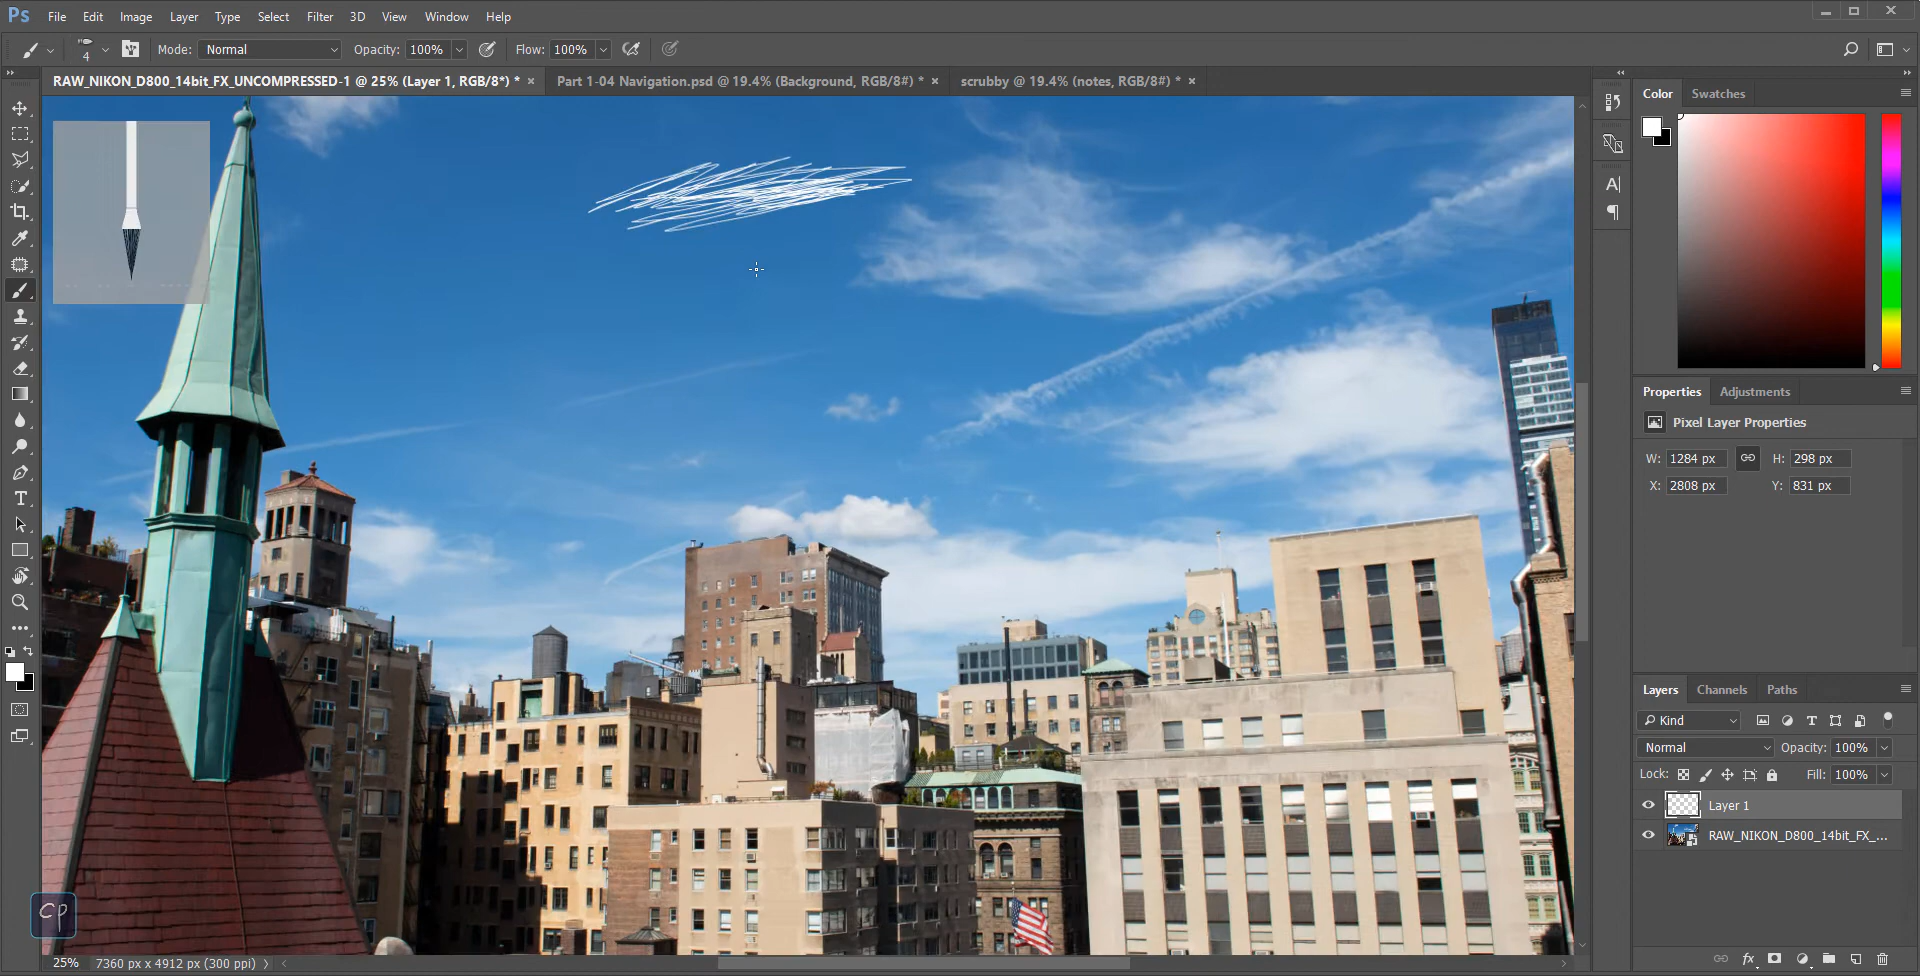 Ps File Edit Image Layer Type Select Filter 3D View Window Help
4 Mode: Normal Opacity: 100% Flow: 100%
RAW_NIKON_D800_14bit_FX_UNCOMPRESSED-1 @ 25% (Layer 1, RGB/8*) * × Part 1-04 Navigation.psd @ 19.4% (Background, RGB/8#) * × scrubby @ 19.4% (notes, RGB/8#) * ×
Color Swatches
Properties Adjustments
Pixel Layer Properties
W: 1284 px H: 298 px
X: 2808 px Y: 831 px
Layers Channels Paths
Kind
Normal Opacity: 100%
Lock: Fill: 100%
Layer 1
RAW_NIKON_D800_14bit_FX_...
CP
25% 7360 px x 4912 px (300 ppi)
fx